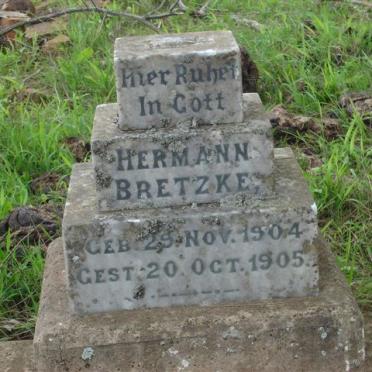 Hier Ruhet
In Gott
HERMANN
BRETZKE.
GEB. 25 NOV. 1904
GEST. 20 OCT. 1905.